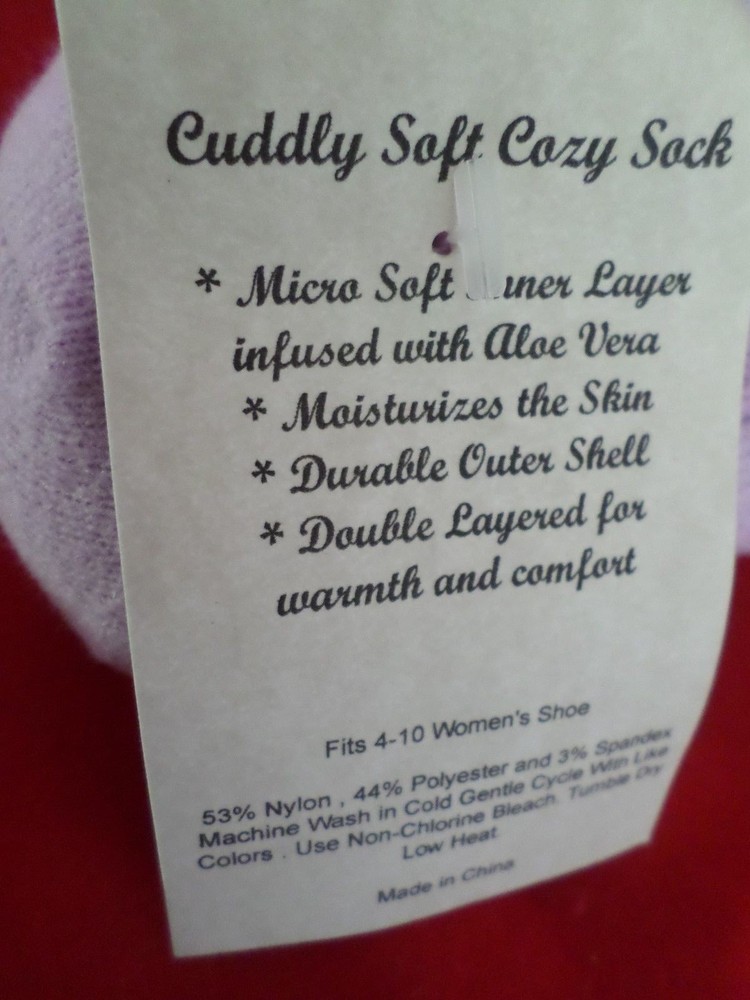 Cuddly Soft Cozy Sock
* Micro Soft Layer
infused with Aloe Vera
* Moisturizes the Skin
* Durable Outer Shell
* Double Layered for
warmth and comfort
Fits 4-10 Women's Shoe
53% Nylon , 44% Polyester and 3% Spandex
Machine Wash in Cold Gentle Cycle With Like
Colors . Use Non-Chlorine Bleach. Tumble Dry
Low Heat
Made in China